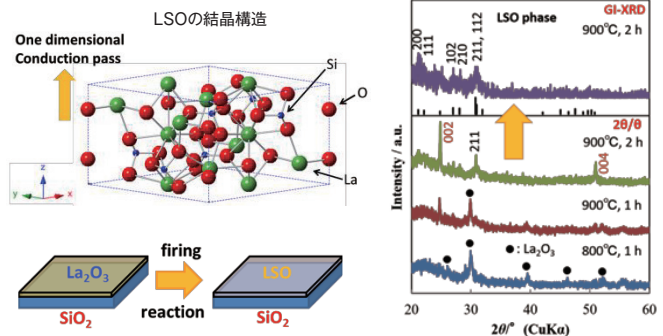 LSOの結晶構造
One dimensional
Conduction pass
Si
O
La
z
y
x
La₂O₃
SiO₂
firing
reaction
LSO
SiO₂
GI-XRD
LSO phase
900℃, 2 h
200
111
102
210
211, 112
2θ/θ
900℃, 2 h
002
211
004
900℃, 1 h
● : La₂O₃
800℃, 1 h
Intensity / a.u.
20
30
40
50
60
2θ/° (CuKα)